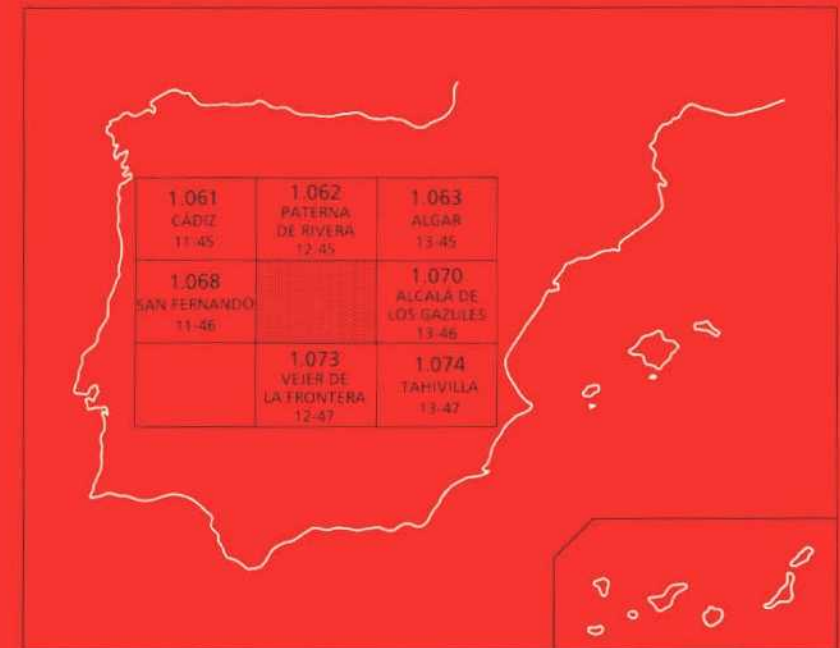 1.061
CÁDIZ
11-45
1.062
PATERNA
DE RIVERA
12-45
1.063
ALGAR
13-45
1.068
SAN FERNANDO
11-46
1.070
ALCALÁ DE
LOS GAZULES
13-46
1.073
VEJER DE
LA FRONTERA
12-47
1.074
TAHIVILLA
13-47